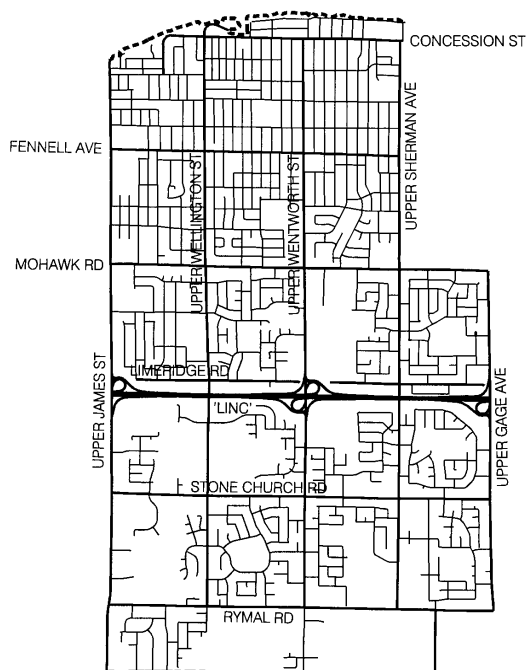 CONCESSION ST
FENNELL AVE
UPPER SHERMAN AVE
UPPER WELLINGTON ST
UPPER WENTWORTH ST
MOHAWK RD
LIMERIDGE RD
UPPER JAMES ST
'LINC'
UPPER GAGE AVE
STONE CHURCH RD
RYMAL RD